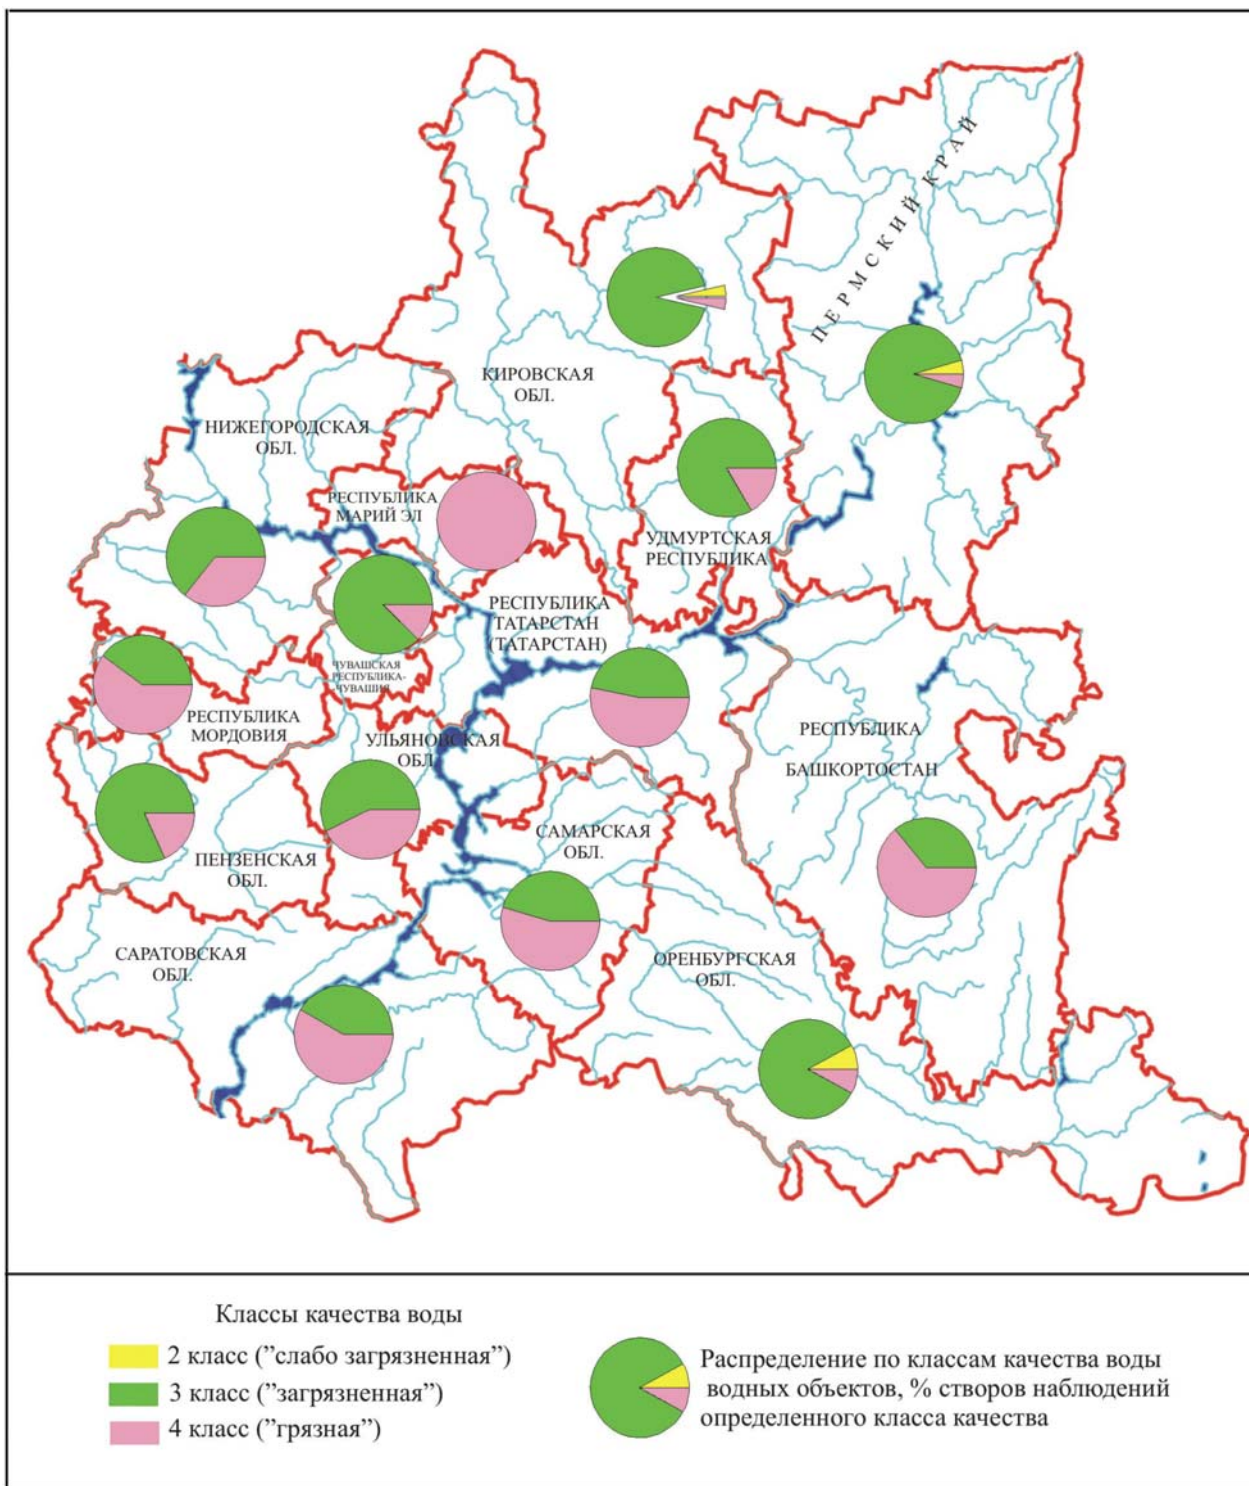 ПЕРМСКИЙ КРАЙ
КИРОВСКАЯ
ОБЛ.
НИЖЕГОРОДСКАЯ
ОБЛ.
РЕСПУБЛИКА
МАРИЙ ЭЛ
УДМУРТСКАЯ
РЕСПУБЛИКА
РЕСПУБЛИКА
ТАТАРСТАН
(ТАТАРСТАН)
ЧУВАШСКАЯ
РЕСПУБЛИКА-
-ЧУВАШИЯ
РЕСПУБЛИКА
МОРДОВИЯ
УЛЬЯНОВСКАЯ
ОБЛ
РЕСПУБЛИКА
БАШКОРТОСТАН
САМАРСКАЯ
ОБЛ.
ПЕНЗЕНСКАЯ
ОБЛ.
САРАТОВСКАЯ
ОБЛ.
ОРЕНБУРГСКАЯ
ОБЛ.
Классы качества воды
2 класс ("слабо загрязненная")
3 класс ("загрязненная")
4 класс ("грязная")
Распределение по классам качества воды
водных объектов, % створов наблюдений
определенного класса качества